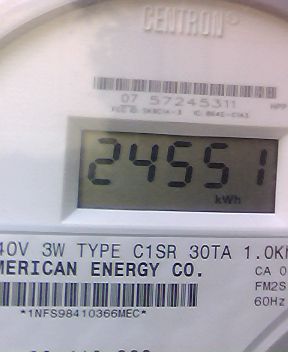 CENTRON®
07 57245311
24551
kWh
40V 3W TYPE C1SR 30TA 1.0K
MERICAN ENERGY CO.
CA 0
FM2S
60Hz
*1NFS98410366MEC*